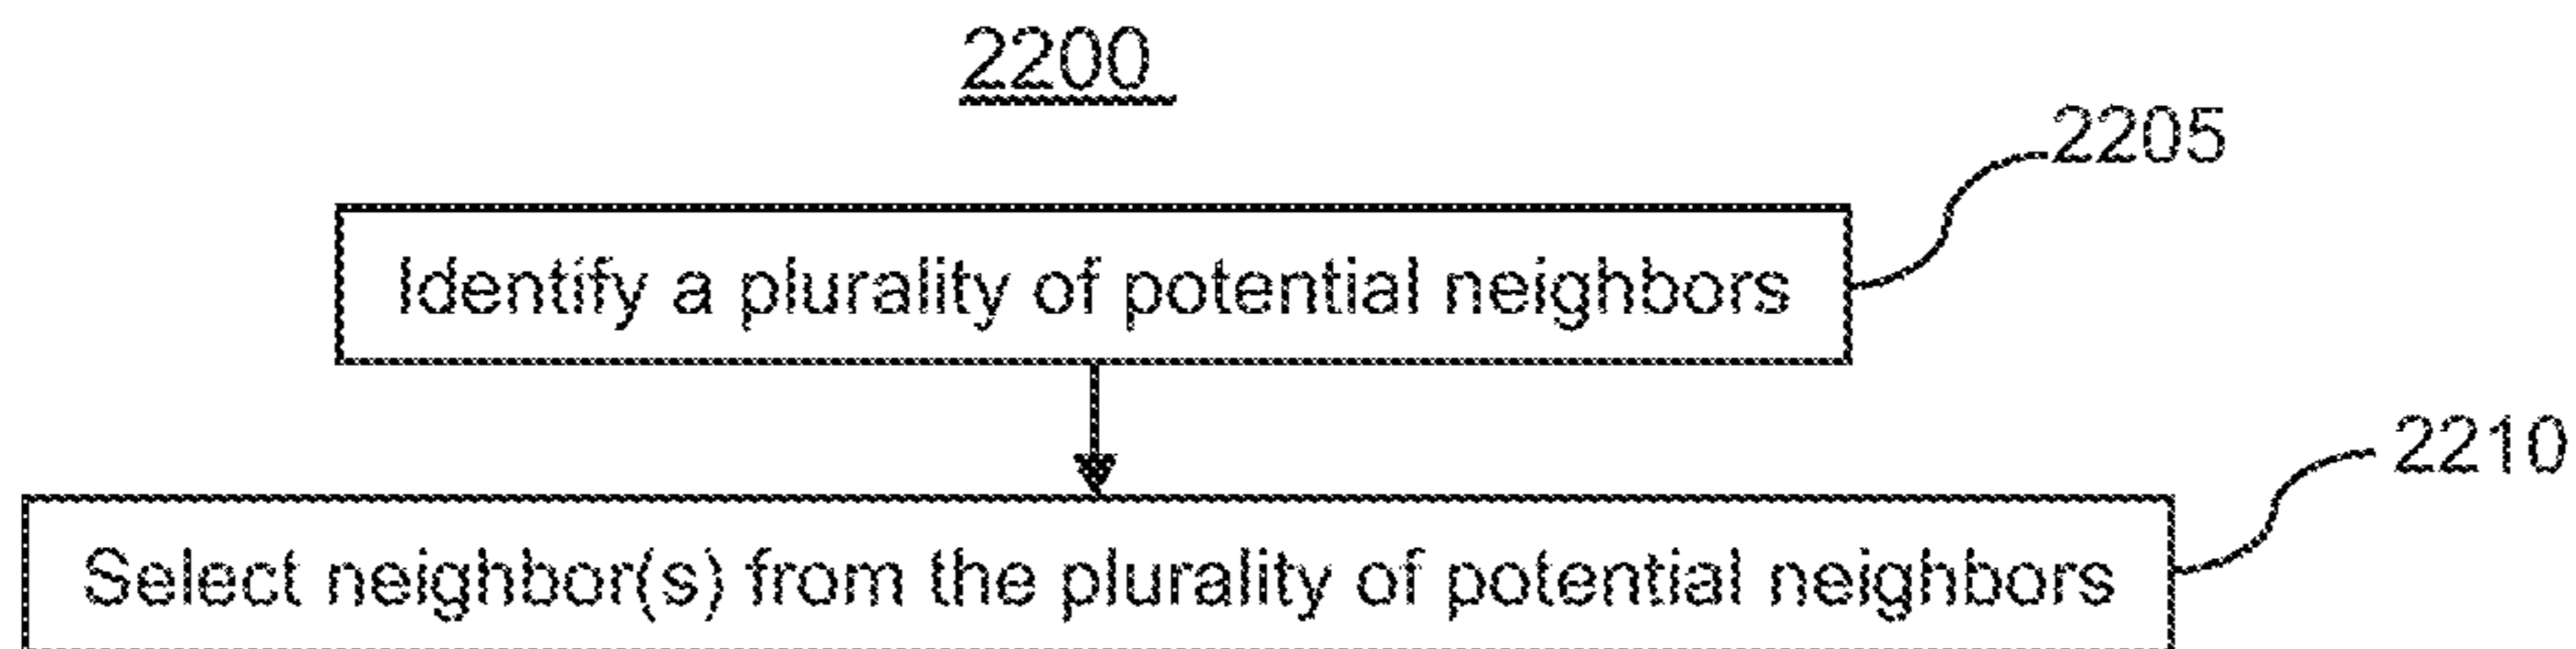 2200
2205
Identify a plurality of potential neighbors
2210
Select neighbor(s) from the plurality of potential neighbors